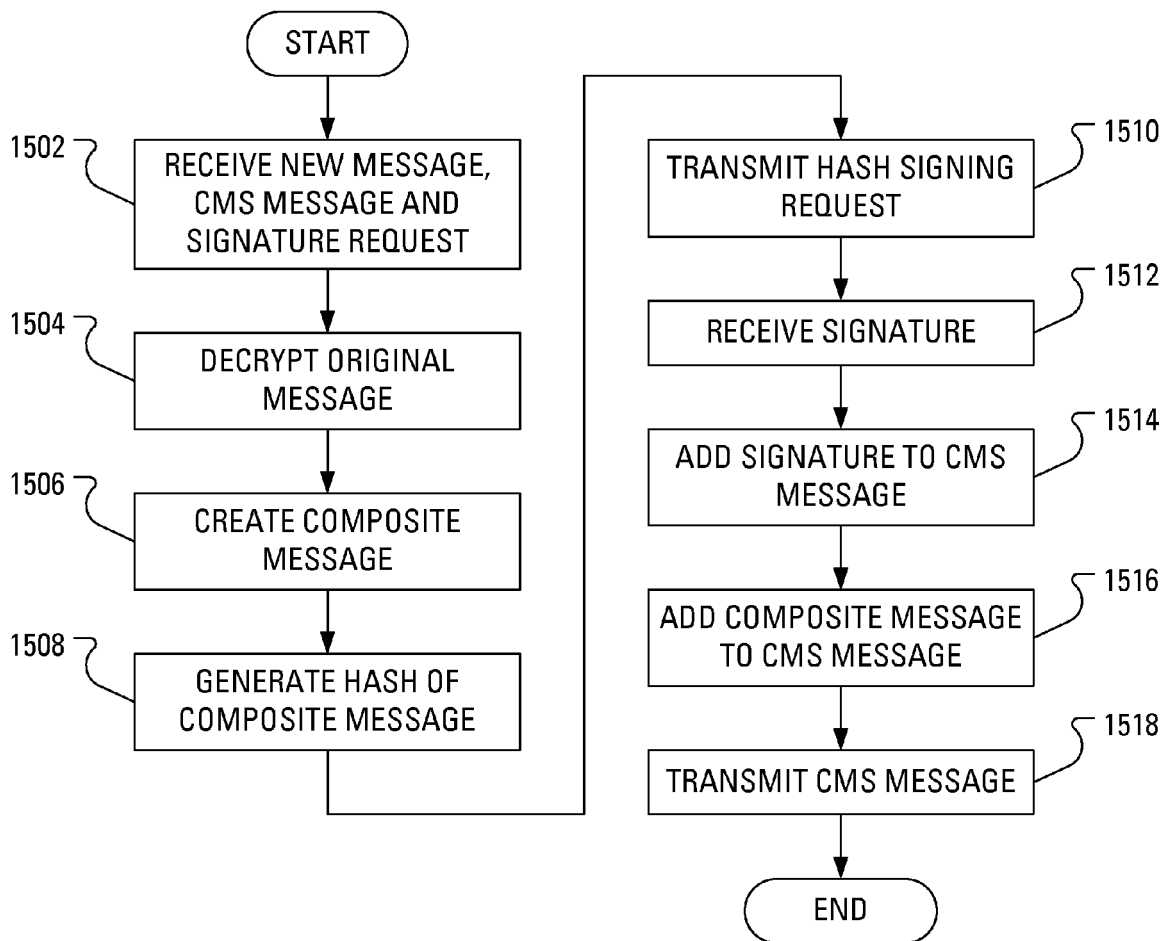 START
1502
RECEIVE NEW MESSAGE,
CMS MESSAGE AND
SIGNATURE REQUEST
1504
DECRYPT ORIGINAL
MESSAGE
1506
CREATE COMPOSITE
MESSAGE
1508
GENERATE HASH OF
COMPOSITE MESSAGE
1510
TRANSMIT HASH SIGNING
REQUEST
1512
RECEIVE SIGNATURE
1514
ADD SIGNATURE TO CMS
MESSAGE
1516
ADD COMPOSITE MESSAGE
TO CMS MESSAGE
1518
TRANSMIT CMS MESSAGE
END